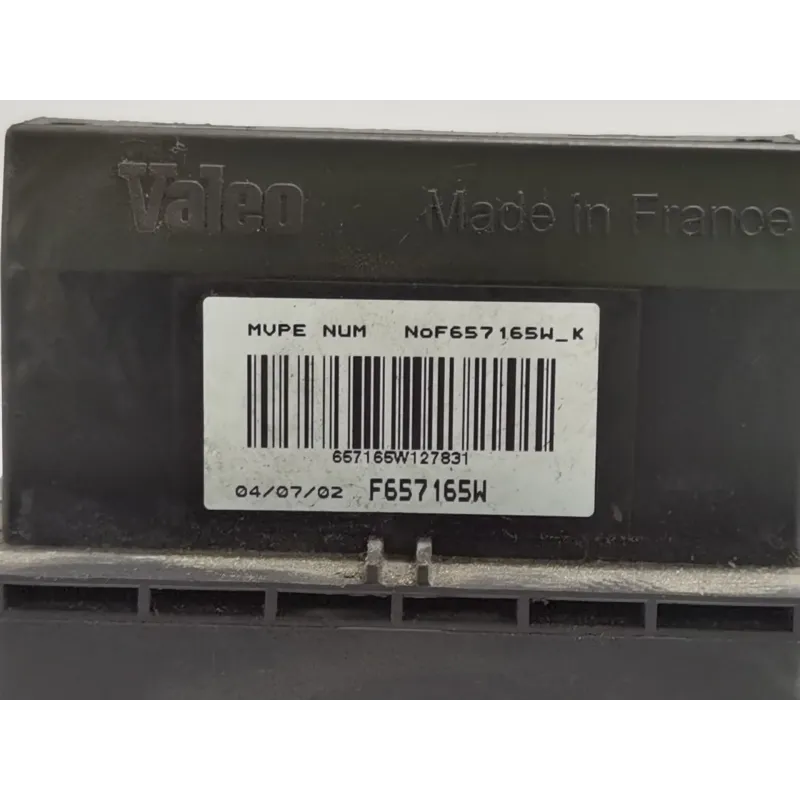 Valeo Made in France
MVPE NUM NoF657165W_K
657165W127831
04/07/02 F657165W